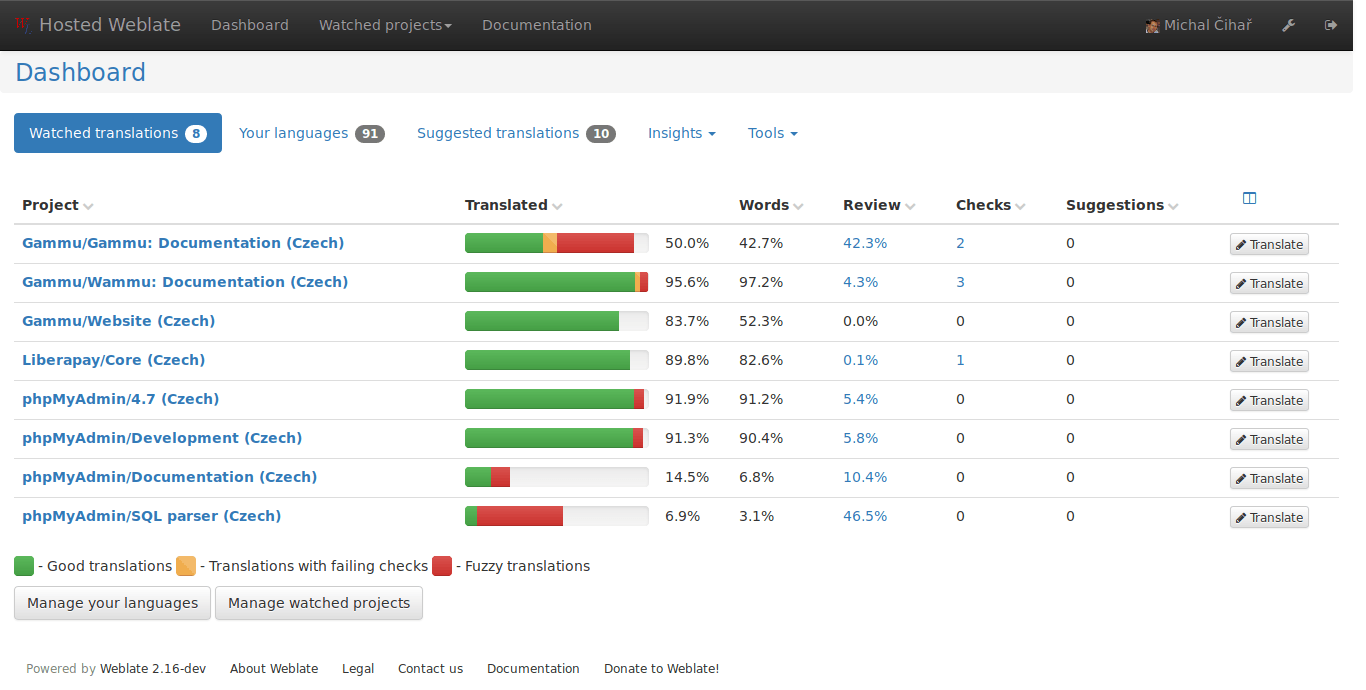 Hosted Weblate Dashboard Watched projects Documentation Michal Čihař
Dashboard
Watched translations 8 Your languages 91 Suggested translations 10 Insights Tools
Project Translated Words Review Checks Suggestions
Gammu/Gammu: Documentation (Czech) 50.0% 42.7% 42.3% 2 0 Translate
Gammu/Wammu: Documentation (Czech) 95.6% 97.2% 4.3% 3 0 Translate
Gammu/Website (Czech) 83.7% 52.3% 0.0% 0 0 Translate
Liberapay/Core (Czech) 89.8% 82.6% 0.1% 1 0 Translate
phpMyAdmin/4.7 (Czech) 91.9% 91.2% 5.4% 0 0 Translate
phpMyAdmin/Development (Czech) 91.3% 90.4% 5.8% 0 0 Translate
phpMyAdmin/Documentation (Czech) 14.5% 6.8% 10.4% 0 0 Translate
phpMyAdmin/SQL parser (Czech) 6.9% 3.1% 46.5% 0 0 Translate
- Good translations - Translations with failing checks - Fuzzy translations
Manage your languages Manage watched projects
Powered by Weblate 2.16-dev About Weblate Legal Contact us Documentation Donate to Weblate!